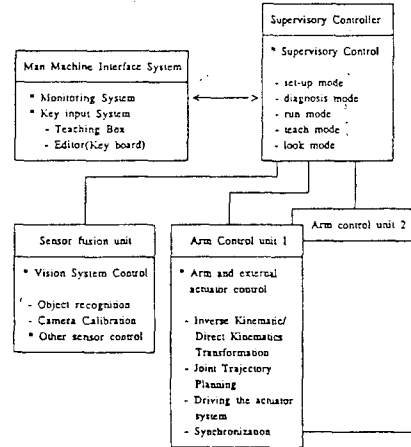 Supervisory Controller
* Supervisory Control
- set-up mode
- diagnosis mode
- run mode
- teach mode
- look mode
Man Machine Interface System
* Monitoring System
* Key input System
- Teaching Box
- Editor(Key board)
Sensor fusion unit
* Vision System Control
- Object recognition
- Camera Calibration
* Other sensor control
Arm Control unit 1
* Arm and external
actuator control
- Inverse Kinematic/
Direct Kinematics
Transformation
- Joint Trajectory
Planning
- Driving the actuator
system
- Synchronization
Arm control unit 2